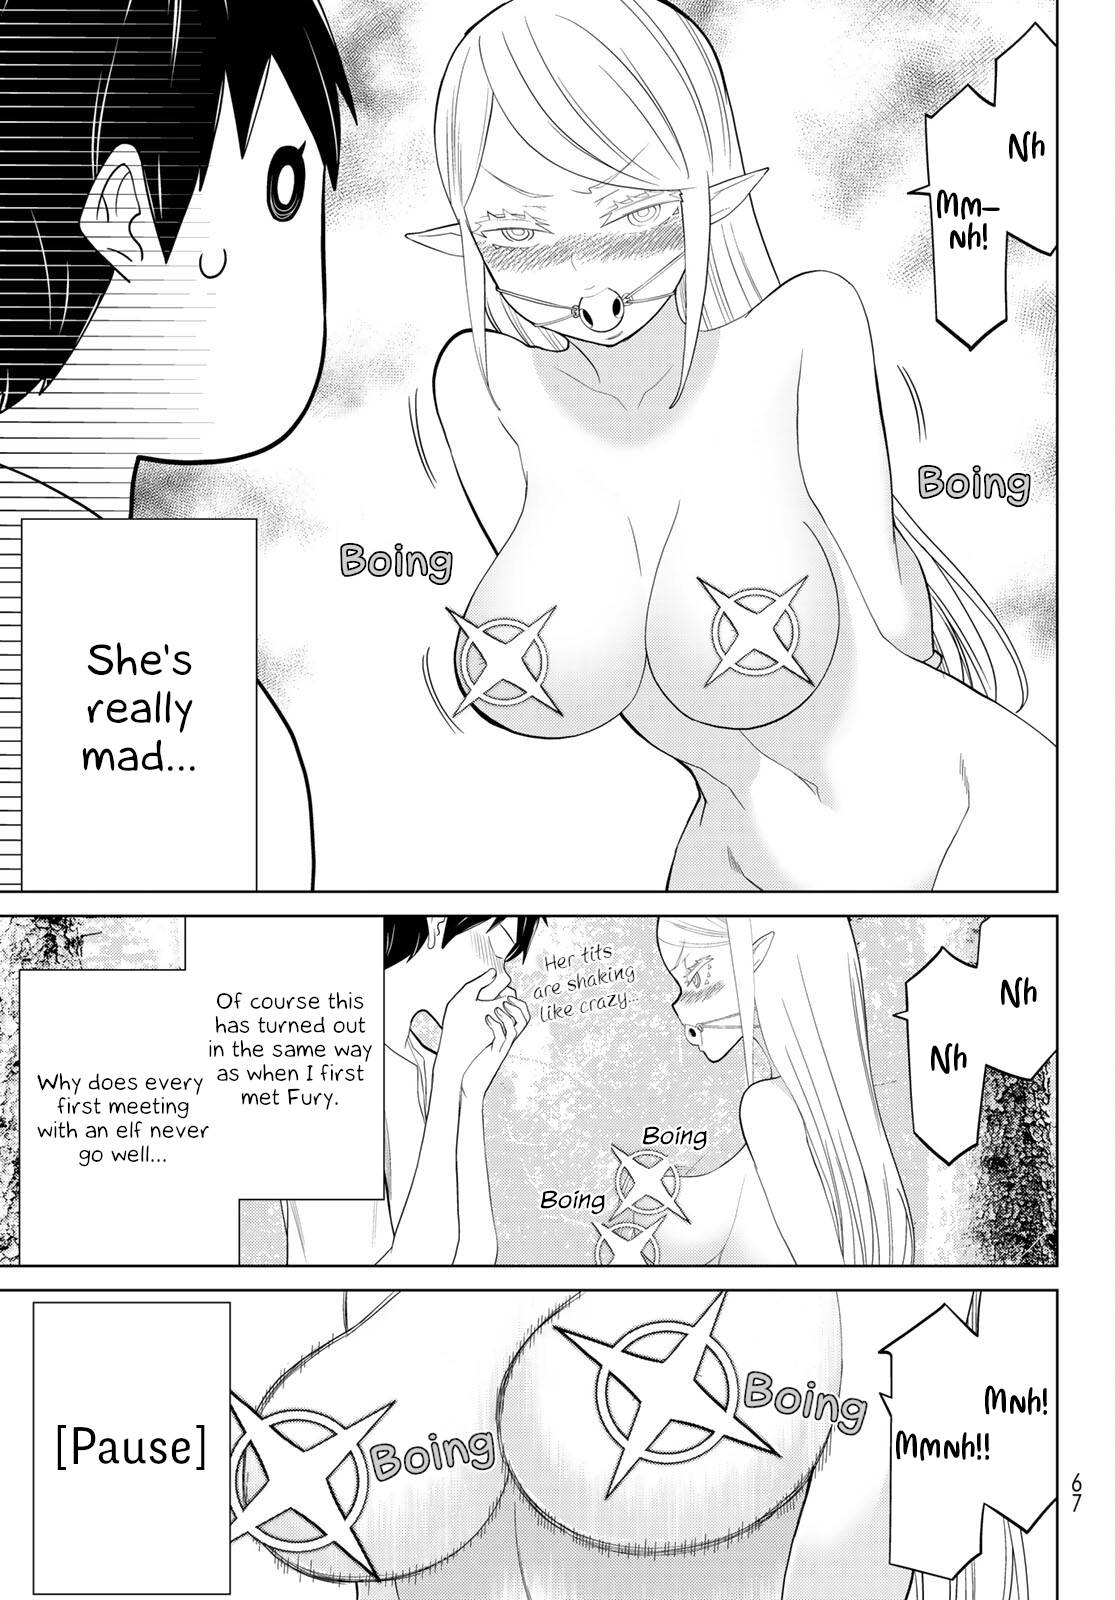 Nh
Mm-
Nh!
Boing
Boing
She's
really
mad...
Nh
Nh
Her tits
are shaking
like crazy...
Of course this
has turned out
in the same way
as when I first
met Fury.
Why does every
first meeting
with an elf never
go well...
Boing
Boing
Mnh!
Mmnh!!
Boing
Boing
[Pause]
67